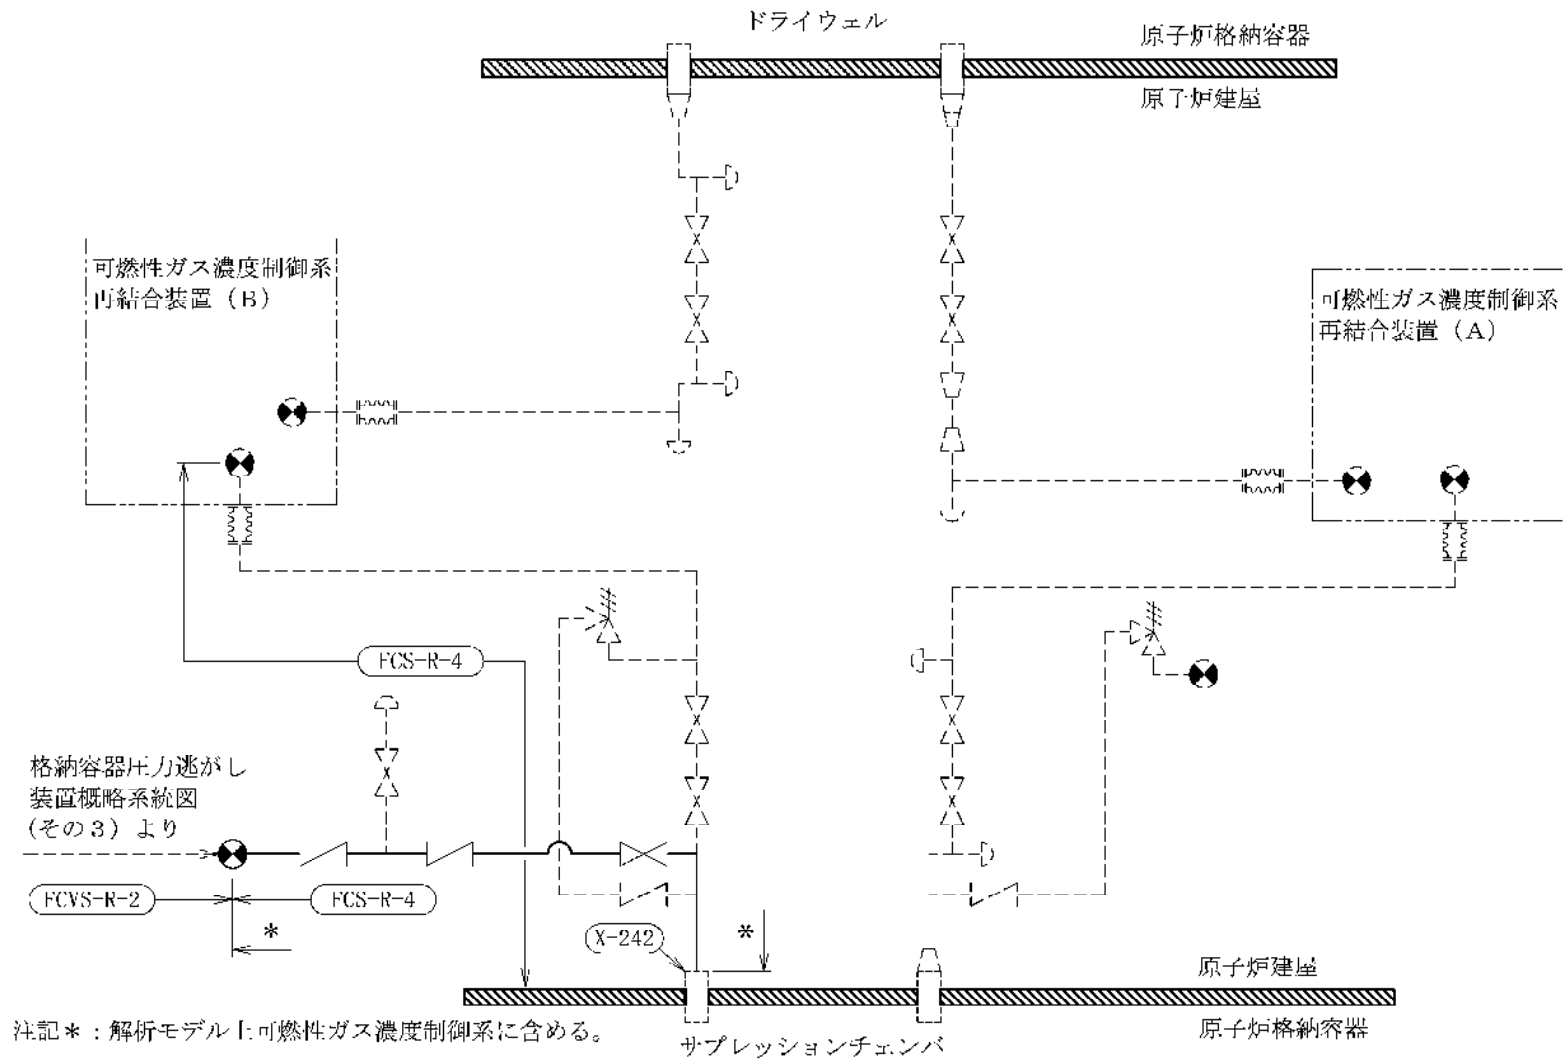 ドライウェル
原子炉格納容器
原子炉建屋
可燃性ガス濃度制御系
再結合装置（B）
可燃性ガス濃度制御系
再結合装置（A）
FCS-R-4
格納容器圧力逃がし
装置概略系統図
(その３）より
FCVS-R-2
FCS-R-4
*
X-242
*
原子炉建屋
原子炉格納容器
注記＊：解析モデル上可燃性ガス濃度制御系に含める。
サプレッションチェンバ